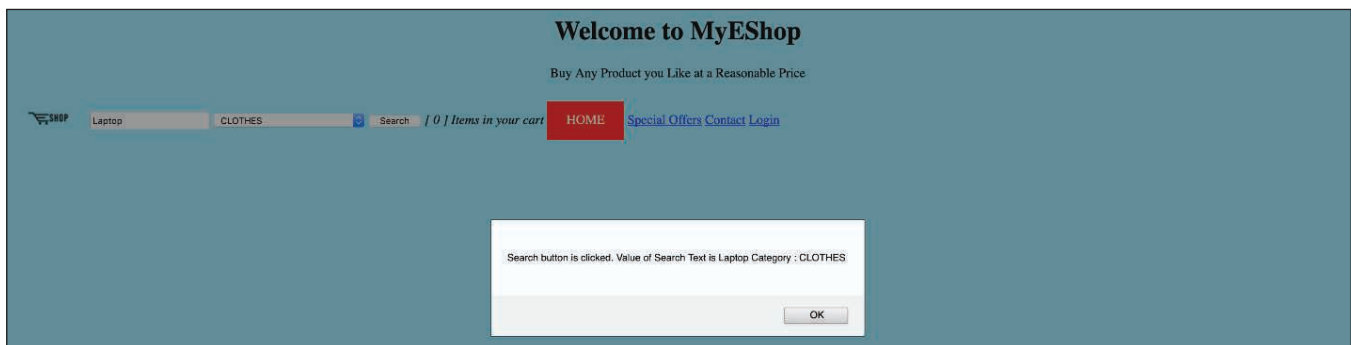 Welcome to MyEShop
Buy Any Product you Like at a Reasonable Price
SHOP Laptop CLOTHES Search [ 0 ] Items in your cart HOME Special Offers Contact Login
Search button is clicked. Value of Search Text is Laptop Category : CLOTHES
OK